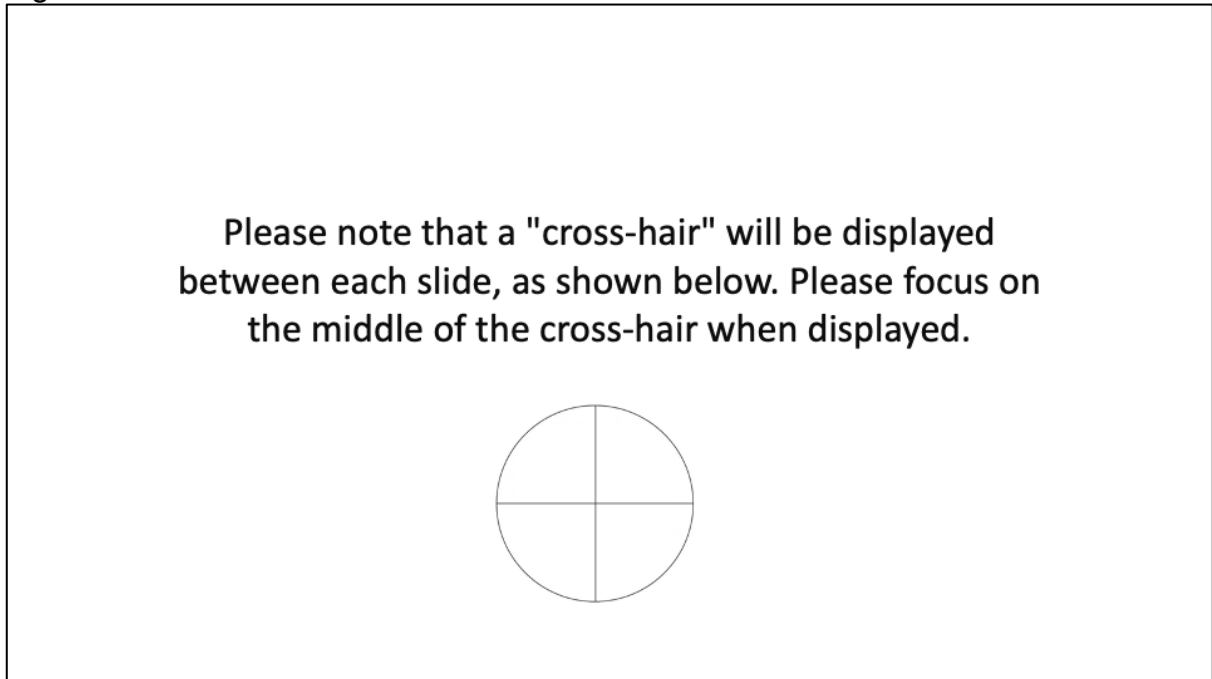 Please note that a "cross-hair" will be displayed
between each slide, as shown below. Please focus on
the middle of the cross-hair when displayed.